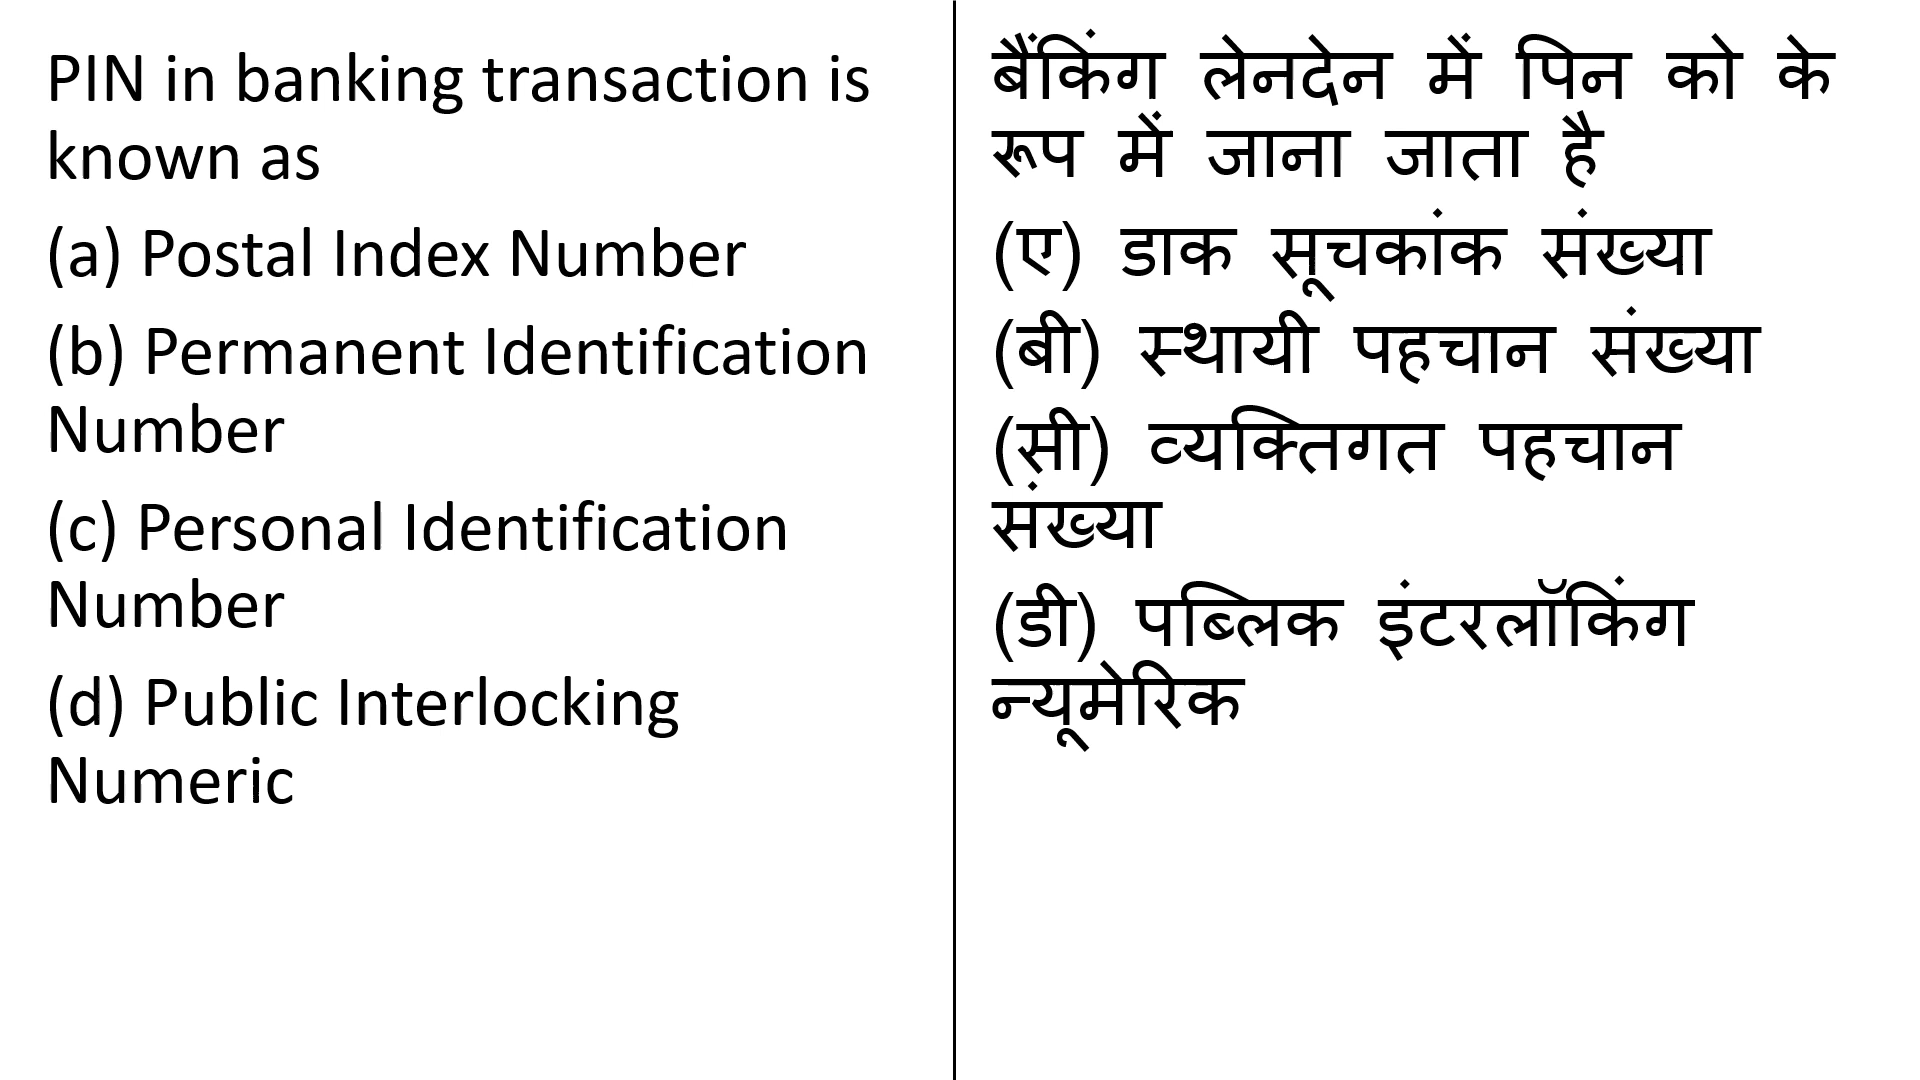 PIN in banking transaction is
known as
(a) Postal Index Number
(b) Permanent Identification
Number
(c) Personal Identification
Number
(d) Public Interlocking
Numeric
बैंकिंग लेनदेन में पिन को के
रूप में जाना जाता है
(ए) डाक सूचकांक संख्या
(बी) स्थायी पहचान संख्या
(सी) व्यक्तिगत पहचान
संख्या
(डी) पब्लिक इंटरलॉकिंग
न्यूमेरिक